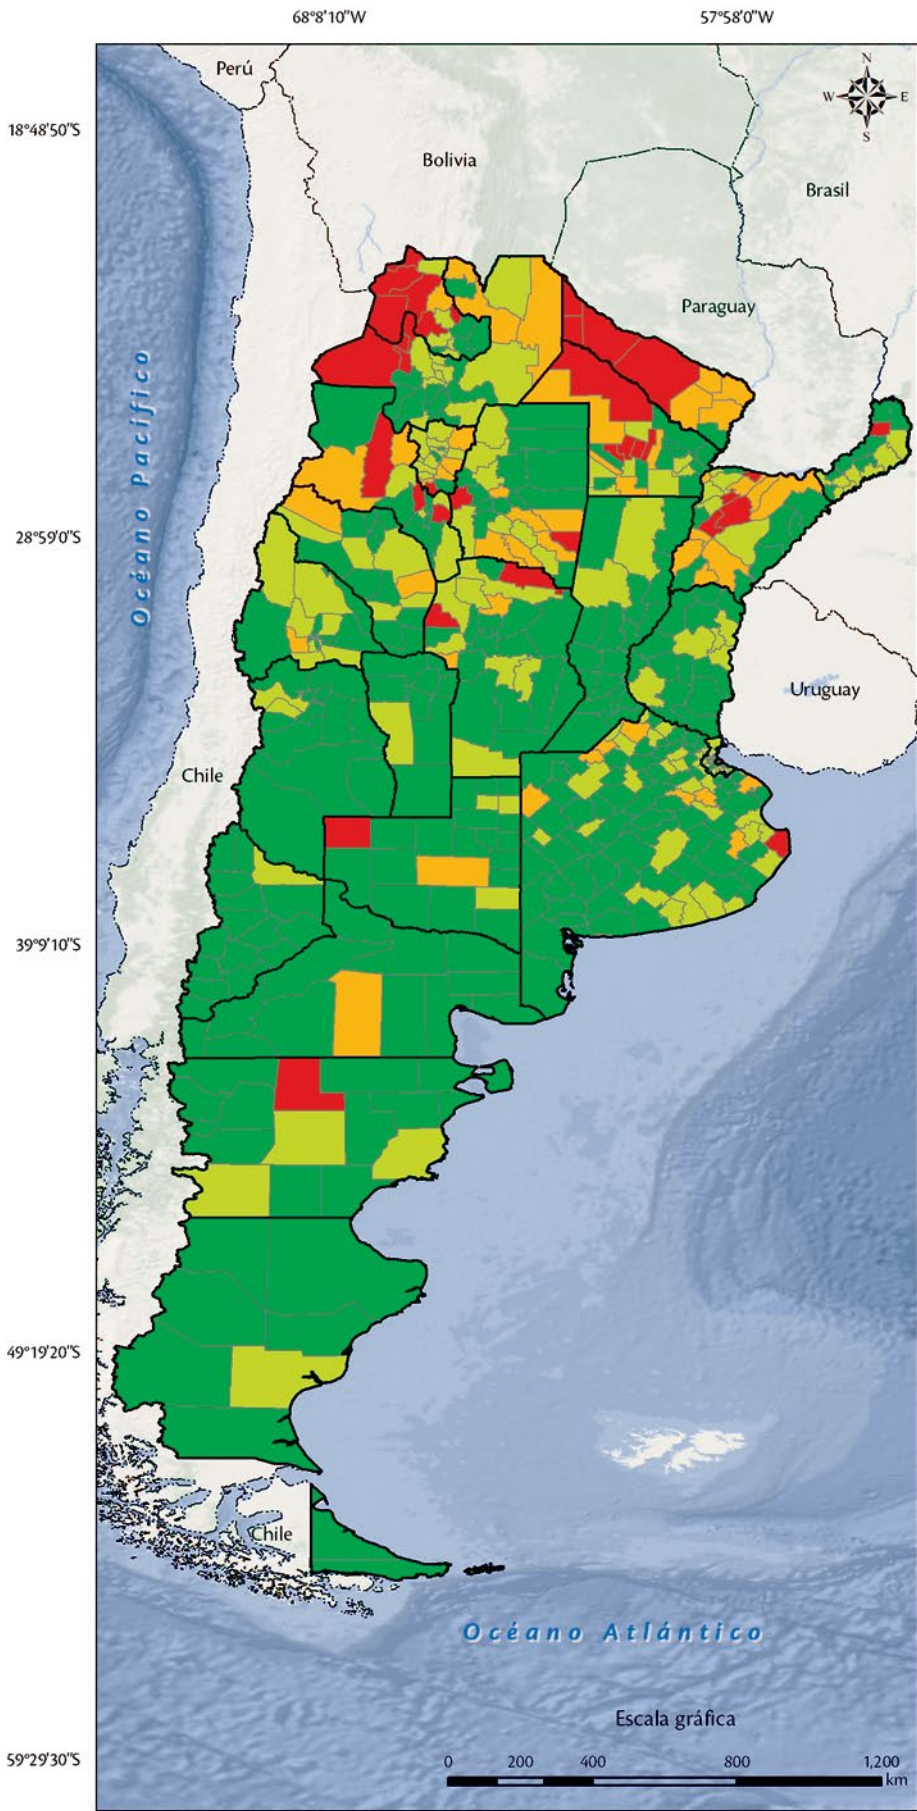 68°8'10"W
57°58'0"W
Perú
N
W
E
S
18°48'50"S
Bolivia
Brasil
Paraguay
Océano Pacífico
28°59'0"S
Uruguay
Chile
39°9'10"S
49°19'20"S
Chile
Océano Atlántico
Escala gráfica
59°29'30"S
0 200 400 800 1,200
km